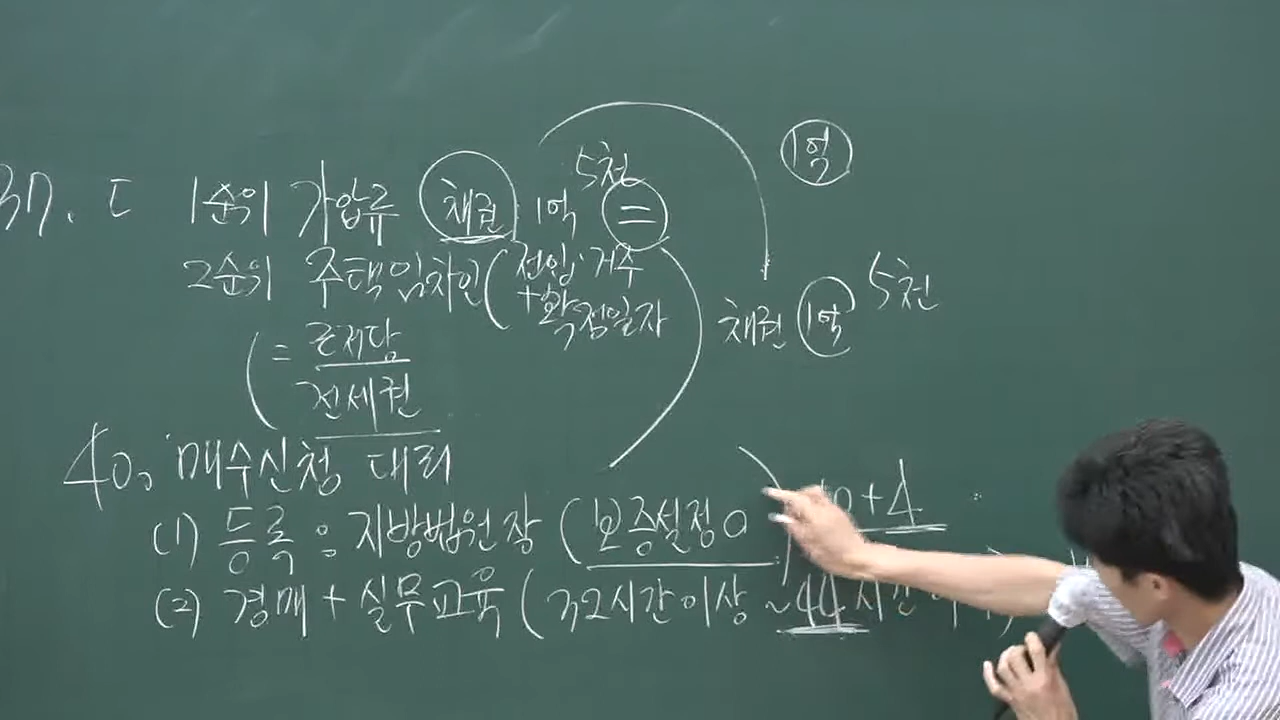 1억
5천
37. ㄷ 1순위 가압류 채권 1억 =
2순위 주택임차인 (전입·거주
+확정일자 채권 1억 5천
(= 근저당
전세권
40. 매수신청 대리
(1) 등록 : 지방법원장 (보증설정 0 ) +4
(2) 경매 + 실무교육 (32시간이상 ~44시간 )